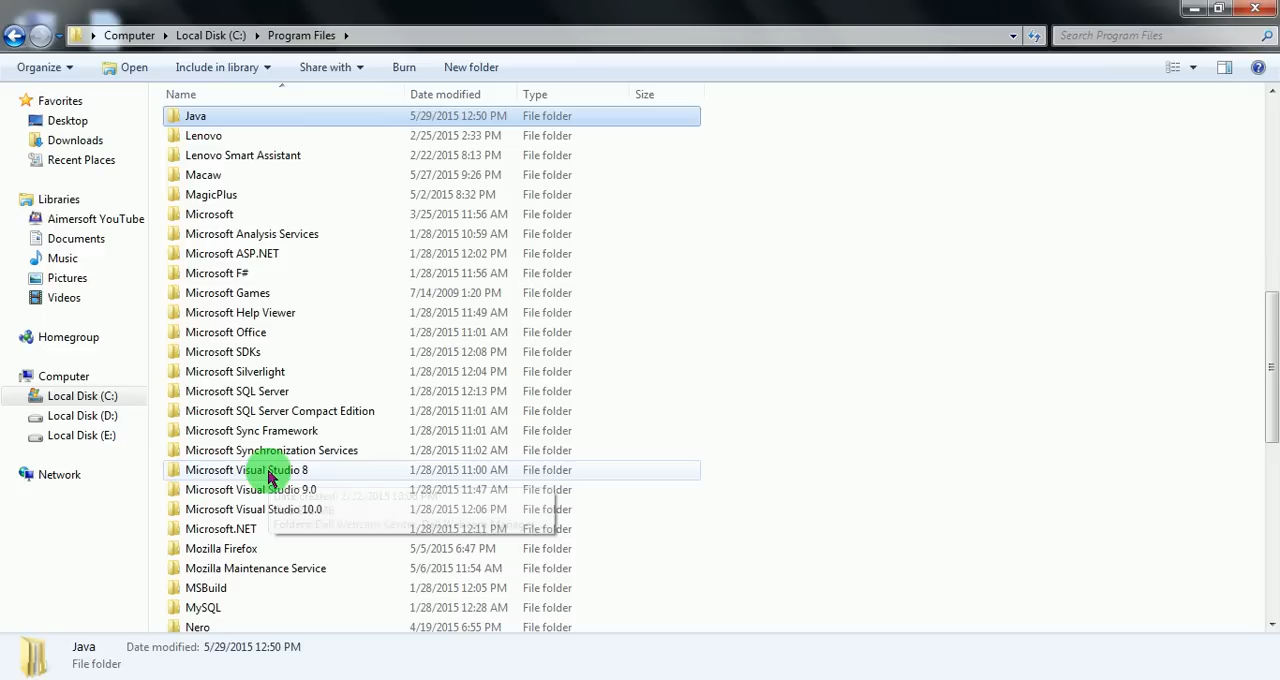 Computer Local Disk (C:) Program Files Search Program Files
Organize Open Include in library Share with Burn New folder
Name Date modified Type Size
Favorites
Desktop
Downloads
Recent Places
Libraries
Aimersoft YouTube
Documents
Music
Pictures
Videos
Homegroup
Computer
Local Disk (C:)
Local Disk (D:)
Local Disk (E:)
Network
Java 5/29/2015 12:50 PM File folder
Lenovo 2/25/2015 2:33 PM File folder
Lenovo Smart Assistant 2/22/2015 8:13 PM File folder
Macaw 5/27/2015 9:26 PM File folder
MagicPlus 5/2/2015 8:32 PM File folder
Microsoft 3/25/2015 11:56 AM File folder
Microsoft Analysis Services 1/28/2015 10:59 AM File folder
Microsoft ASP.NET 1/28/2015 12:02 PM File folder
Microsoft F# 1/28/2015 11:56 AM File folder
Microsoft Games 7/14/2009 1:20 PM File folder
Microsoft Help Viewer 1/28/2015 11:49 AM File folder
Microsoft Office 1/28/2015 11:01 AM File folder
Microsoft SDKs 1/28/2015 12:08 PM File folder
Microsoft Silverlight 1/28/2015 12:04 PM File folder
Microsoft SQL Server 1/28/2015 12:13 PM File folder
Microsoft SQL Server Compact Edition 1/28/2015 11:01 AM File folder
Microsoft Sync Framework 1/28/2015 11:01 AM File folder
Microsoft Synchronization Services 1/28/2015 11:02 AM File folder
Microsoft Visual Studio 8 1/28/2015 11:00 AM File folder
Microsoft Visual Studio 9.0 1/28/2015 11:47 AM File folder
Microsoft Visual Studio 10.0 1/28/2015 12:06 PM File folder
Microsoft.NET 1/28/2015 12:11 PM File folder
Mozilla Firefox 5/5/2015 6:47 PM File folder
Mozilla Maintenance Service 5/6/2015 11:54 AM File folder
MSBuild 1/28/2015 12:05 PM File folder
MySQL 1/28/2015 12:28 AM File folder
Nero 4/19/2015 6:55 PM File folder
Java Date modified: 5/29/2015 12:50 PM
File folder